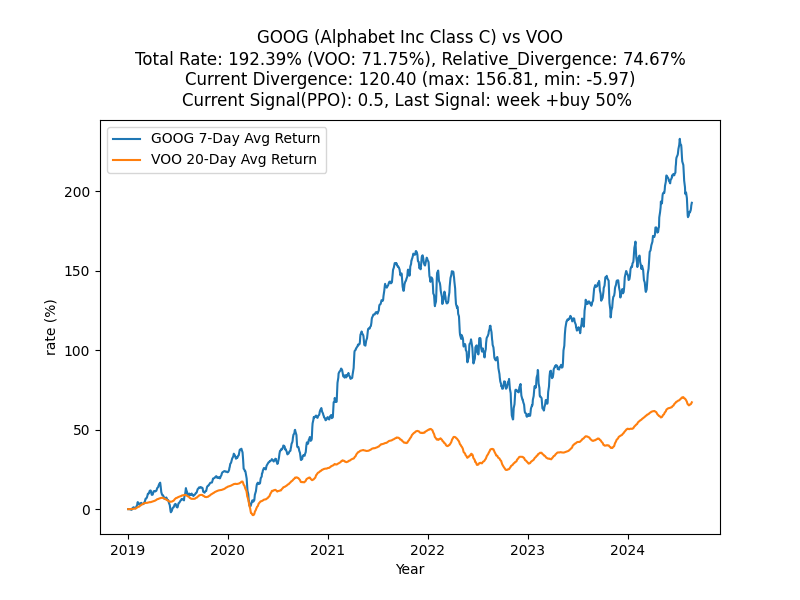 GOOG (Alphabet Inc Class C) vs VOO
Total Rate: 192.39% (VOO: 71.75%), Relative_Divergence: 74.67%
Current Divergence: 120.40 (max: 156.81, min: -5.97)
Current Signal(PPO): 0.5, Last Signal: week +buy 50%
GOOG 7-Day Avg Return
VOO 20-Day Avg Return
rate (%)
200
150
100
50
0
2019 2020 2021 2022 2023 2024
Year